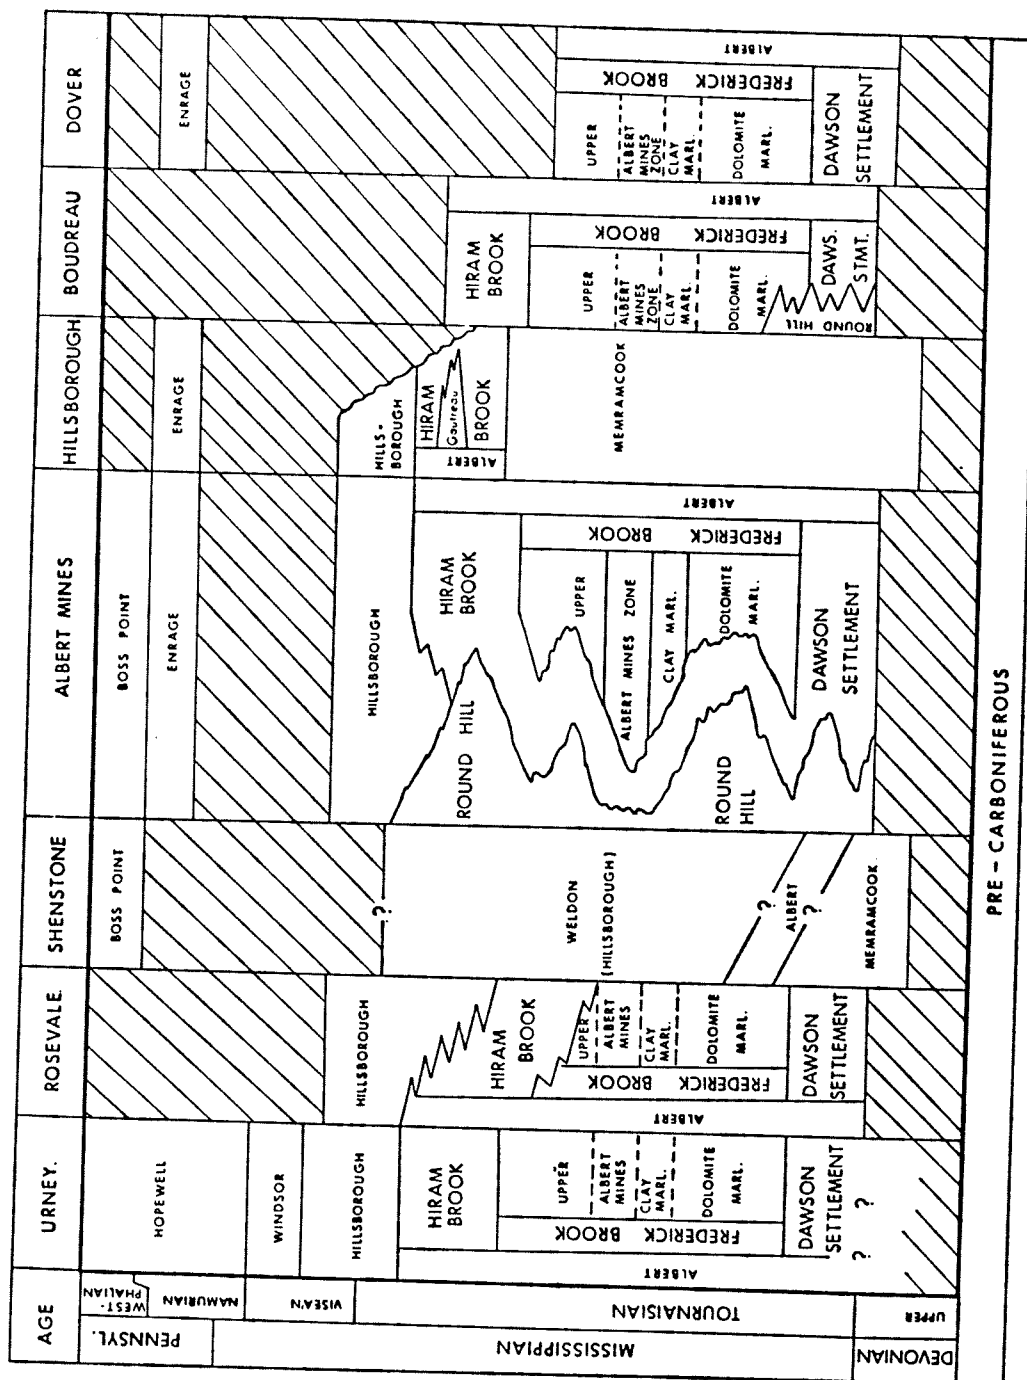 AGE
URNEY.
ROSEVALE.
SHENSTONE
ALBERT MINES
HILLSBOROUGH
BOUDREAU
DOVER
PENNSYL.
MISSISSIPPIAN
DEVONIAN
WEST-
PHALIAN
NAMURIAN
VISEA'N
TOURNAISIAN
UPPER
HOPEWELL
WINDSOR
HILLSBOROUGH
HIRAM
BROOK
UPPER
ALBERT
MINES
CLAY
MARL.
DOLOMITE
MARL.
FREDERICK BROOK
DAWSON
SETTLEMENT
?
?
ALBERT
HILLSBOROUGH
HIRAM
BROOK
UPPER
ALBERT
MINES
CLAY
MARL.
DOLOMITE
MARL.
FREDERICK BROOK
DAWSON
SETTLEMENT
ALBERT
BOSS POINT
?
WELDON
[HILLSBOROUGH]
?
ALBERT
?
MEMRAMCOOK
BOSS POINT
ENRAGE
HILLSBOROUGH
ROUND HILL
HIRAM
BROOK
UPPER
ALBERT MINES ZONE
CLAY MARL.
DOLOMITE
MARL.
FREDERICK BROOK
ROUND
HILL
DAWSON
SETTLEMENT
ALBERT
ENRAGE
HILLS-
BOROUGH
HIRAM
Gautreau
BROOK
ALBERT
MEMRAMCOOK
HIRAM
BROOK
UPPER
ALBERT
MINES
ZONE
CLAY
MARL.
DOLOMITE
MARL.
FREDERICK BROOK
DAWS.
STMT.
ROUND HILL
ALBERT
ENRAGE
UPPER
ALBERT
MINES
ZONE
CLAY
MARL.
DOLOMITE
MARL.
FREDERICK BROOK
DAWSON
SETTLEMENT
ALBERT
PRE - CARBONIFEROUS